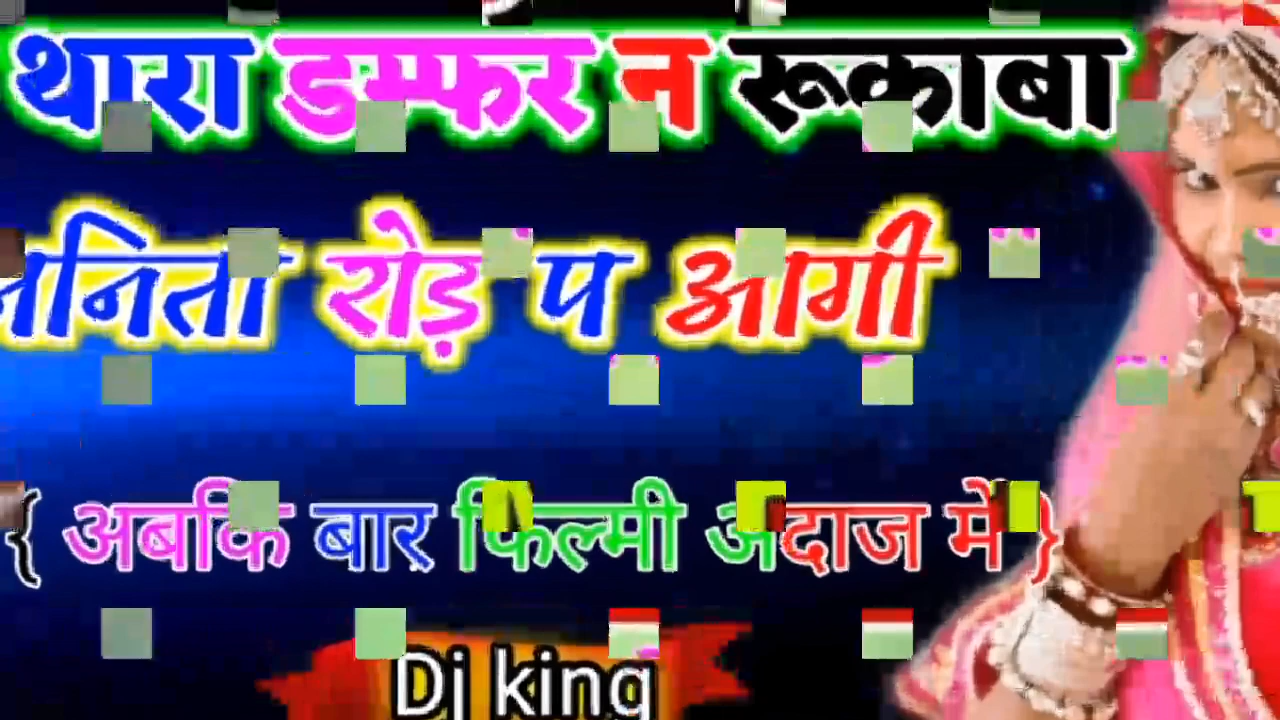 थारा डम्फर न रूकाबा
रोड़ प आगी
{ अबकि बार फिल्मी अंदाज में }
Dj king